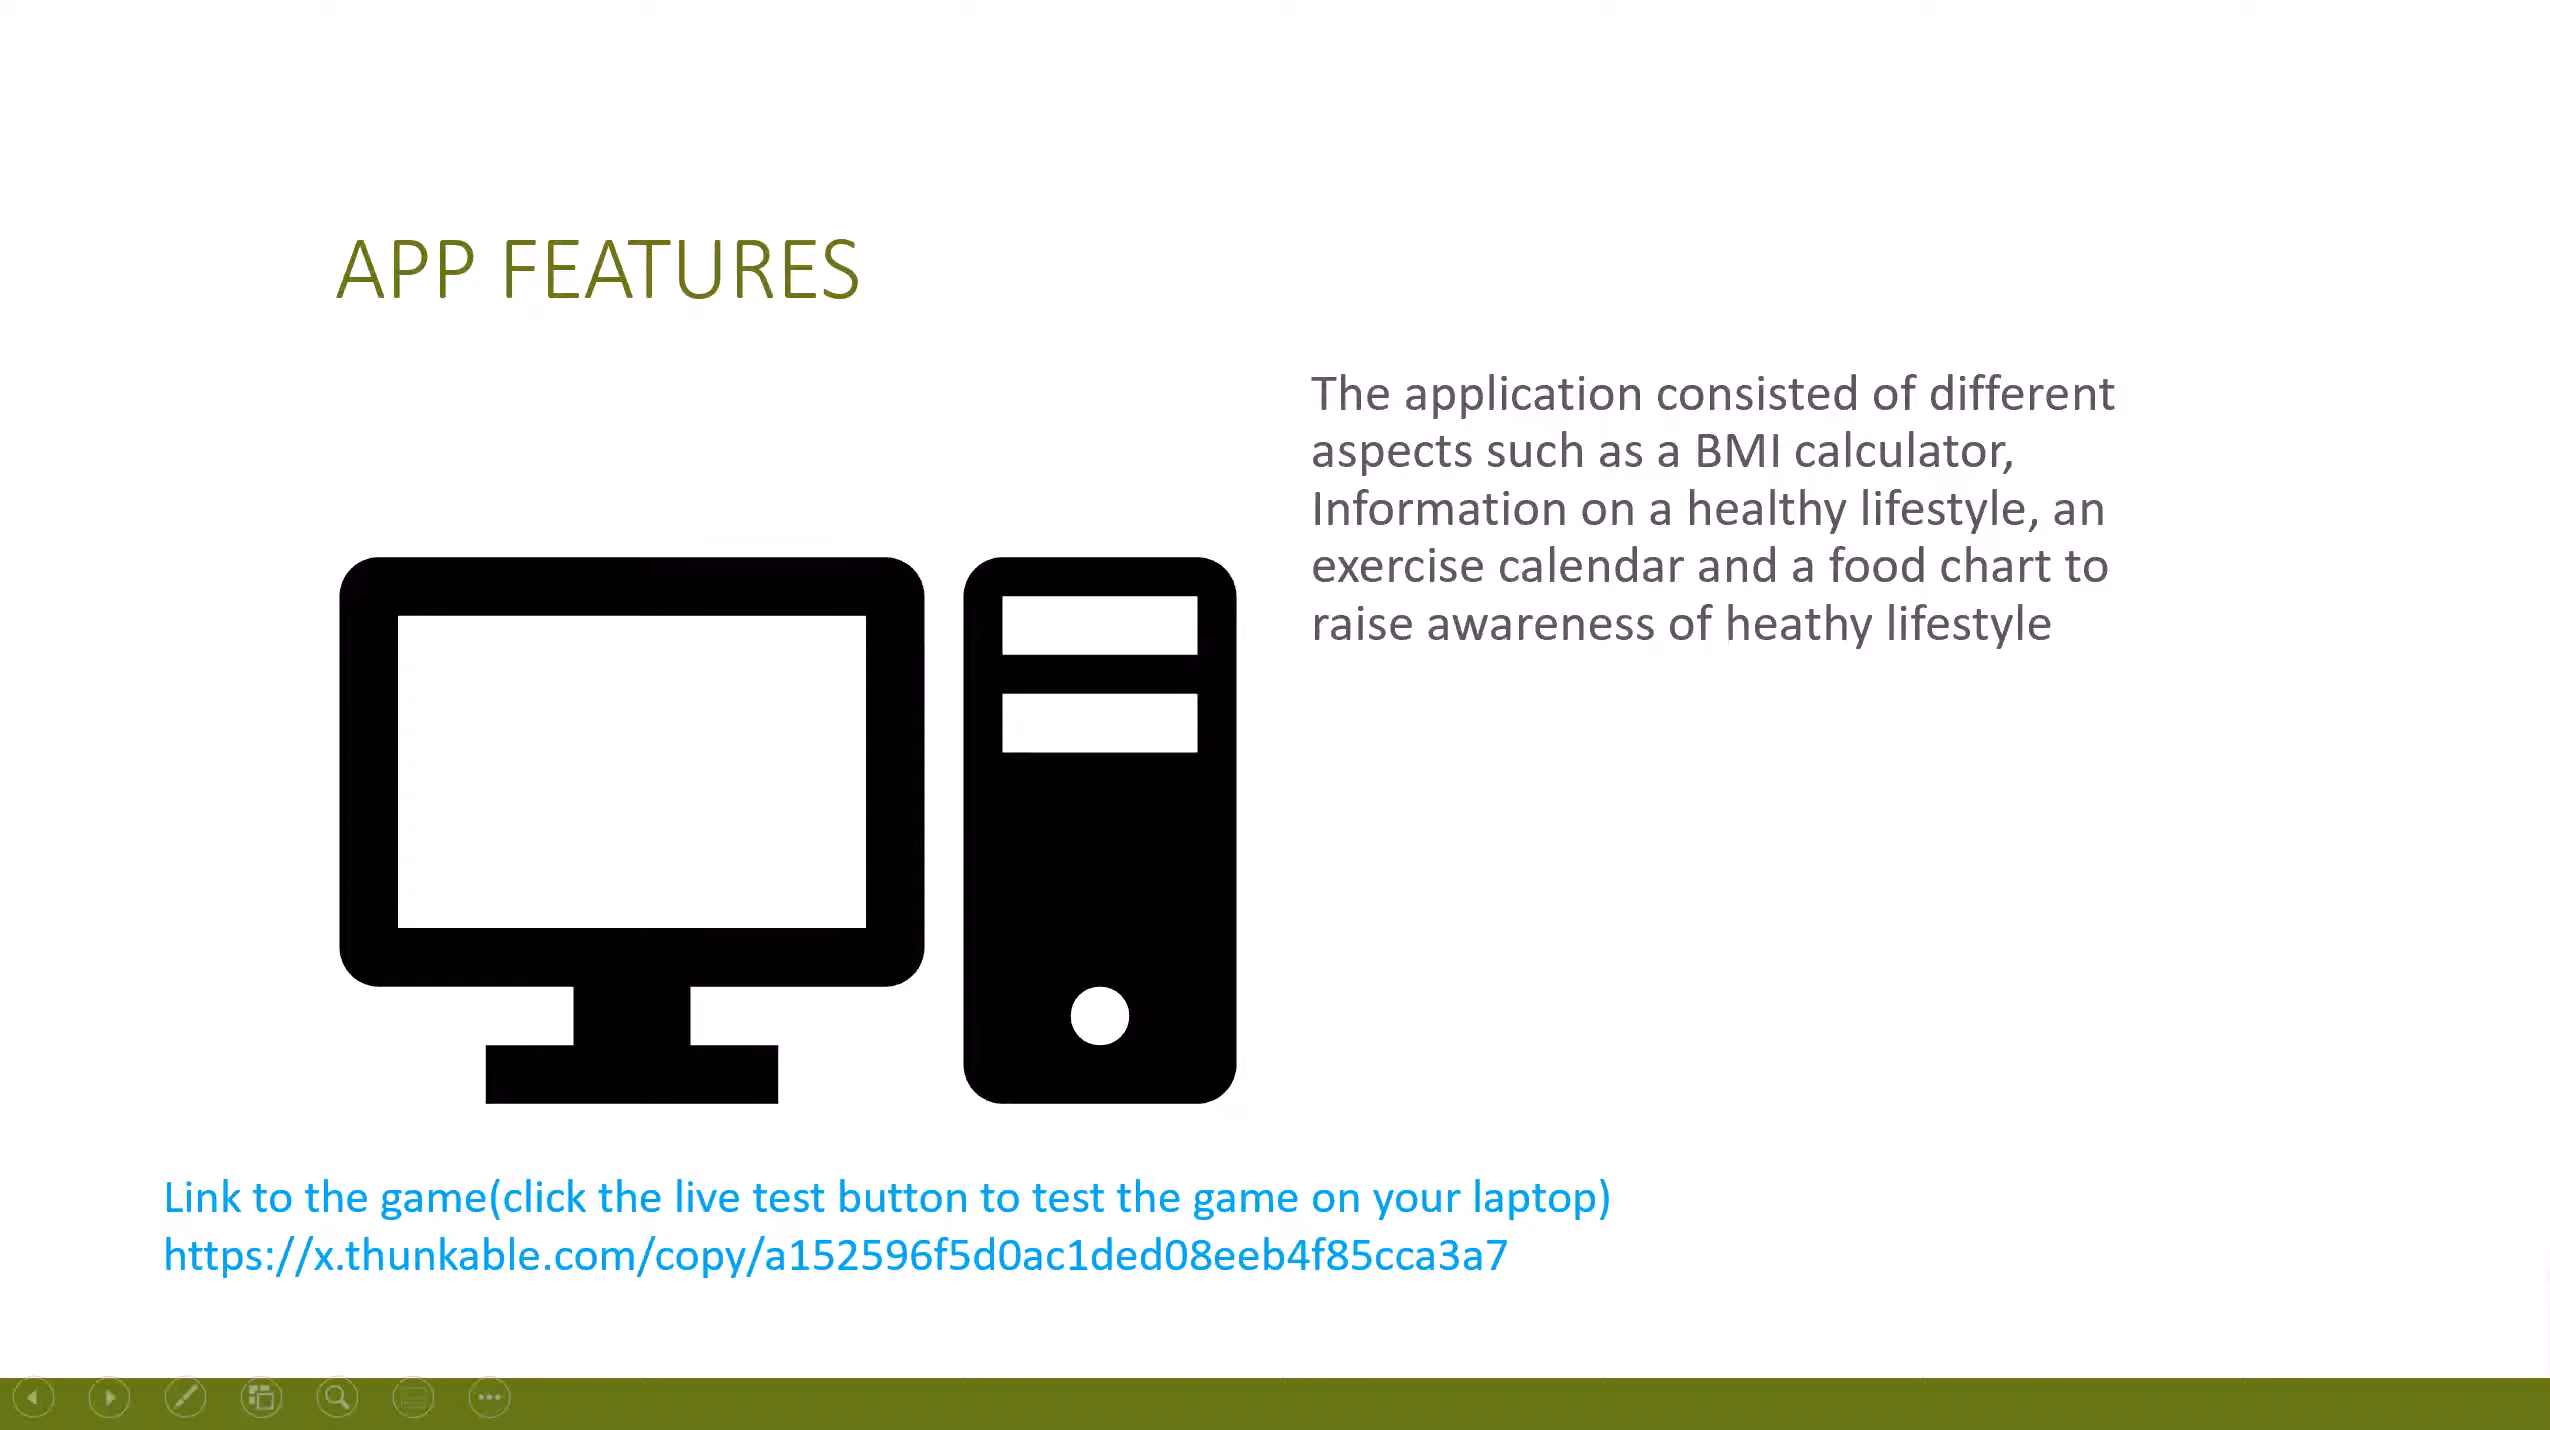 APP FEATURES
The application consisted of different
aspects such as a BMI calculator,
Information on a healthy lifestyle, an
exercise calendar and a food chart to
raise awareness of heathy lifestyle
Link to the game(click the live test button to test the game on your laptop)
https://x.thunkable.com/copy/a152596f5d0ac1ded08eeb4f85cca3a7